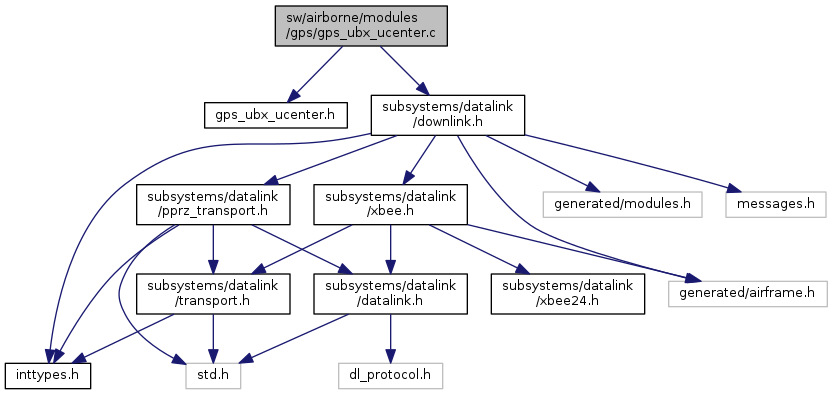 sw/airborne/modules
/gps/gps_ubx_ucenter.c
gps_ubx_ucenter.h
subsystems/datalink
/downlink.h
subsystems/datalink
/pprz_transport.h
subsystems/datalink
/xbee.h
generated/modules.h
messages.h
subsystems/datalink
/transport.h
subsystems/datalink
/datalink.h
subsystems/datalink
/xbee24.h
generated/airframe.h
inttypes.h
std.h
dl_protocol.h